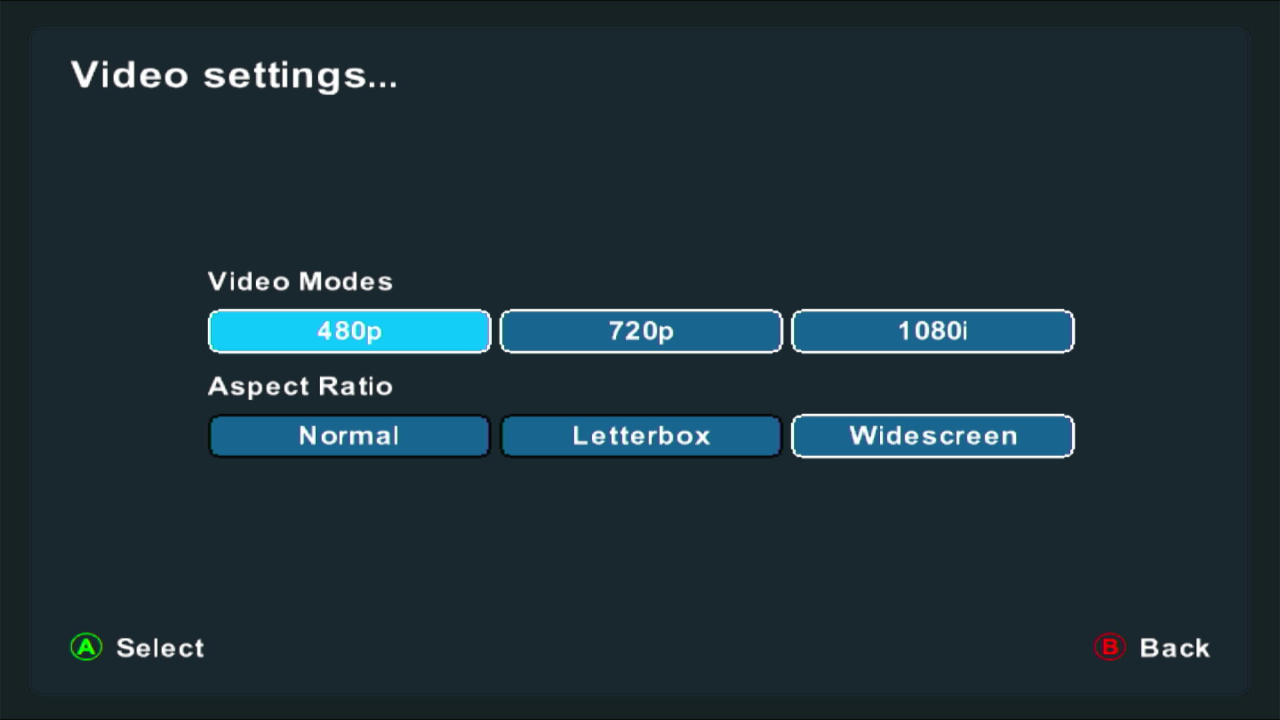 Video settings...
Video Modes
480p 720p 1080i
Aspect Ratio
Normal Letterbox Widescreen
A Select B Back